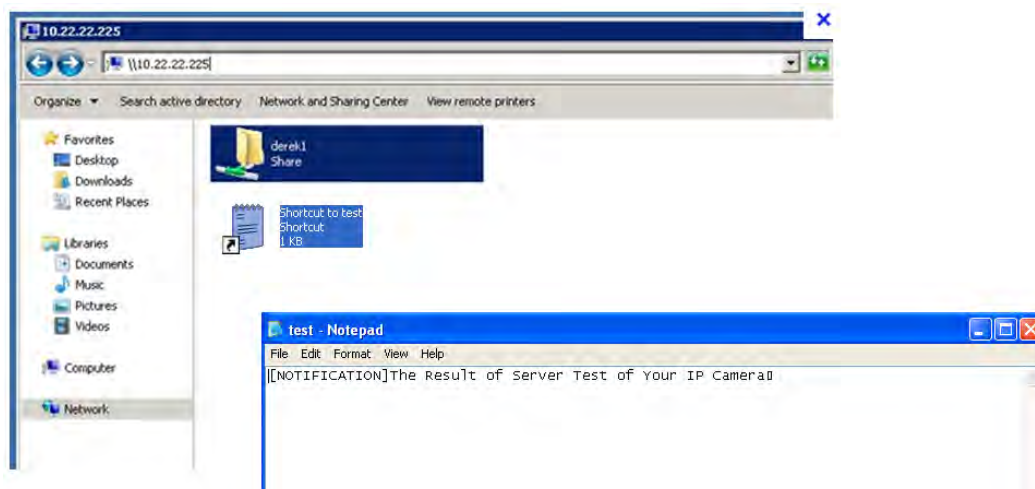 10.22.22.225
\\10.22.22.225
Organize Search active directory Network and Sharing Center View remote printers
Favorites
Desktop
Downloads
Recent Places
Libraries
Documents
Music
Pictures
Videos
Computer
Network
derek1
Share
Shortcut to test
Shortcut
1 KB
test - Notepad
File Edit Format View Help
[NOTIFICATION]The Result of Server Test of Your IP Camera